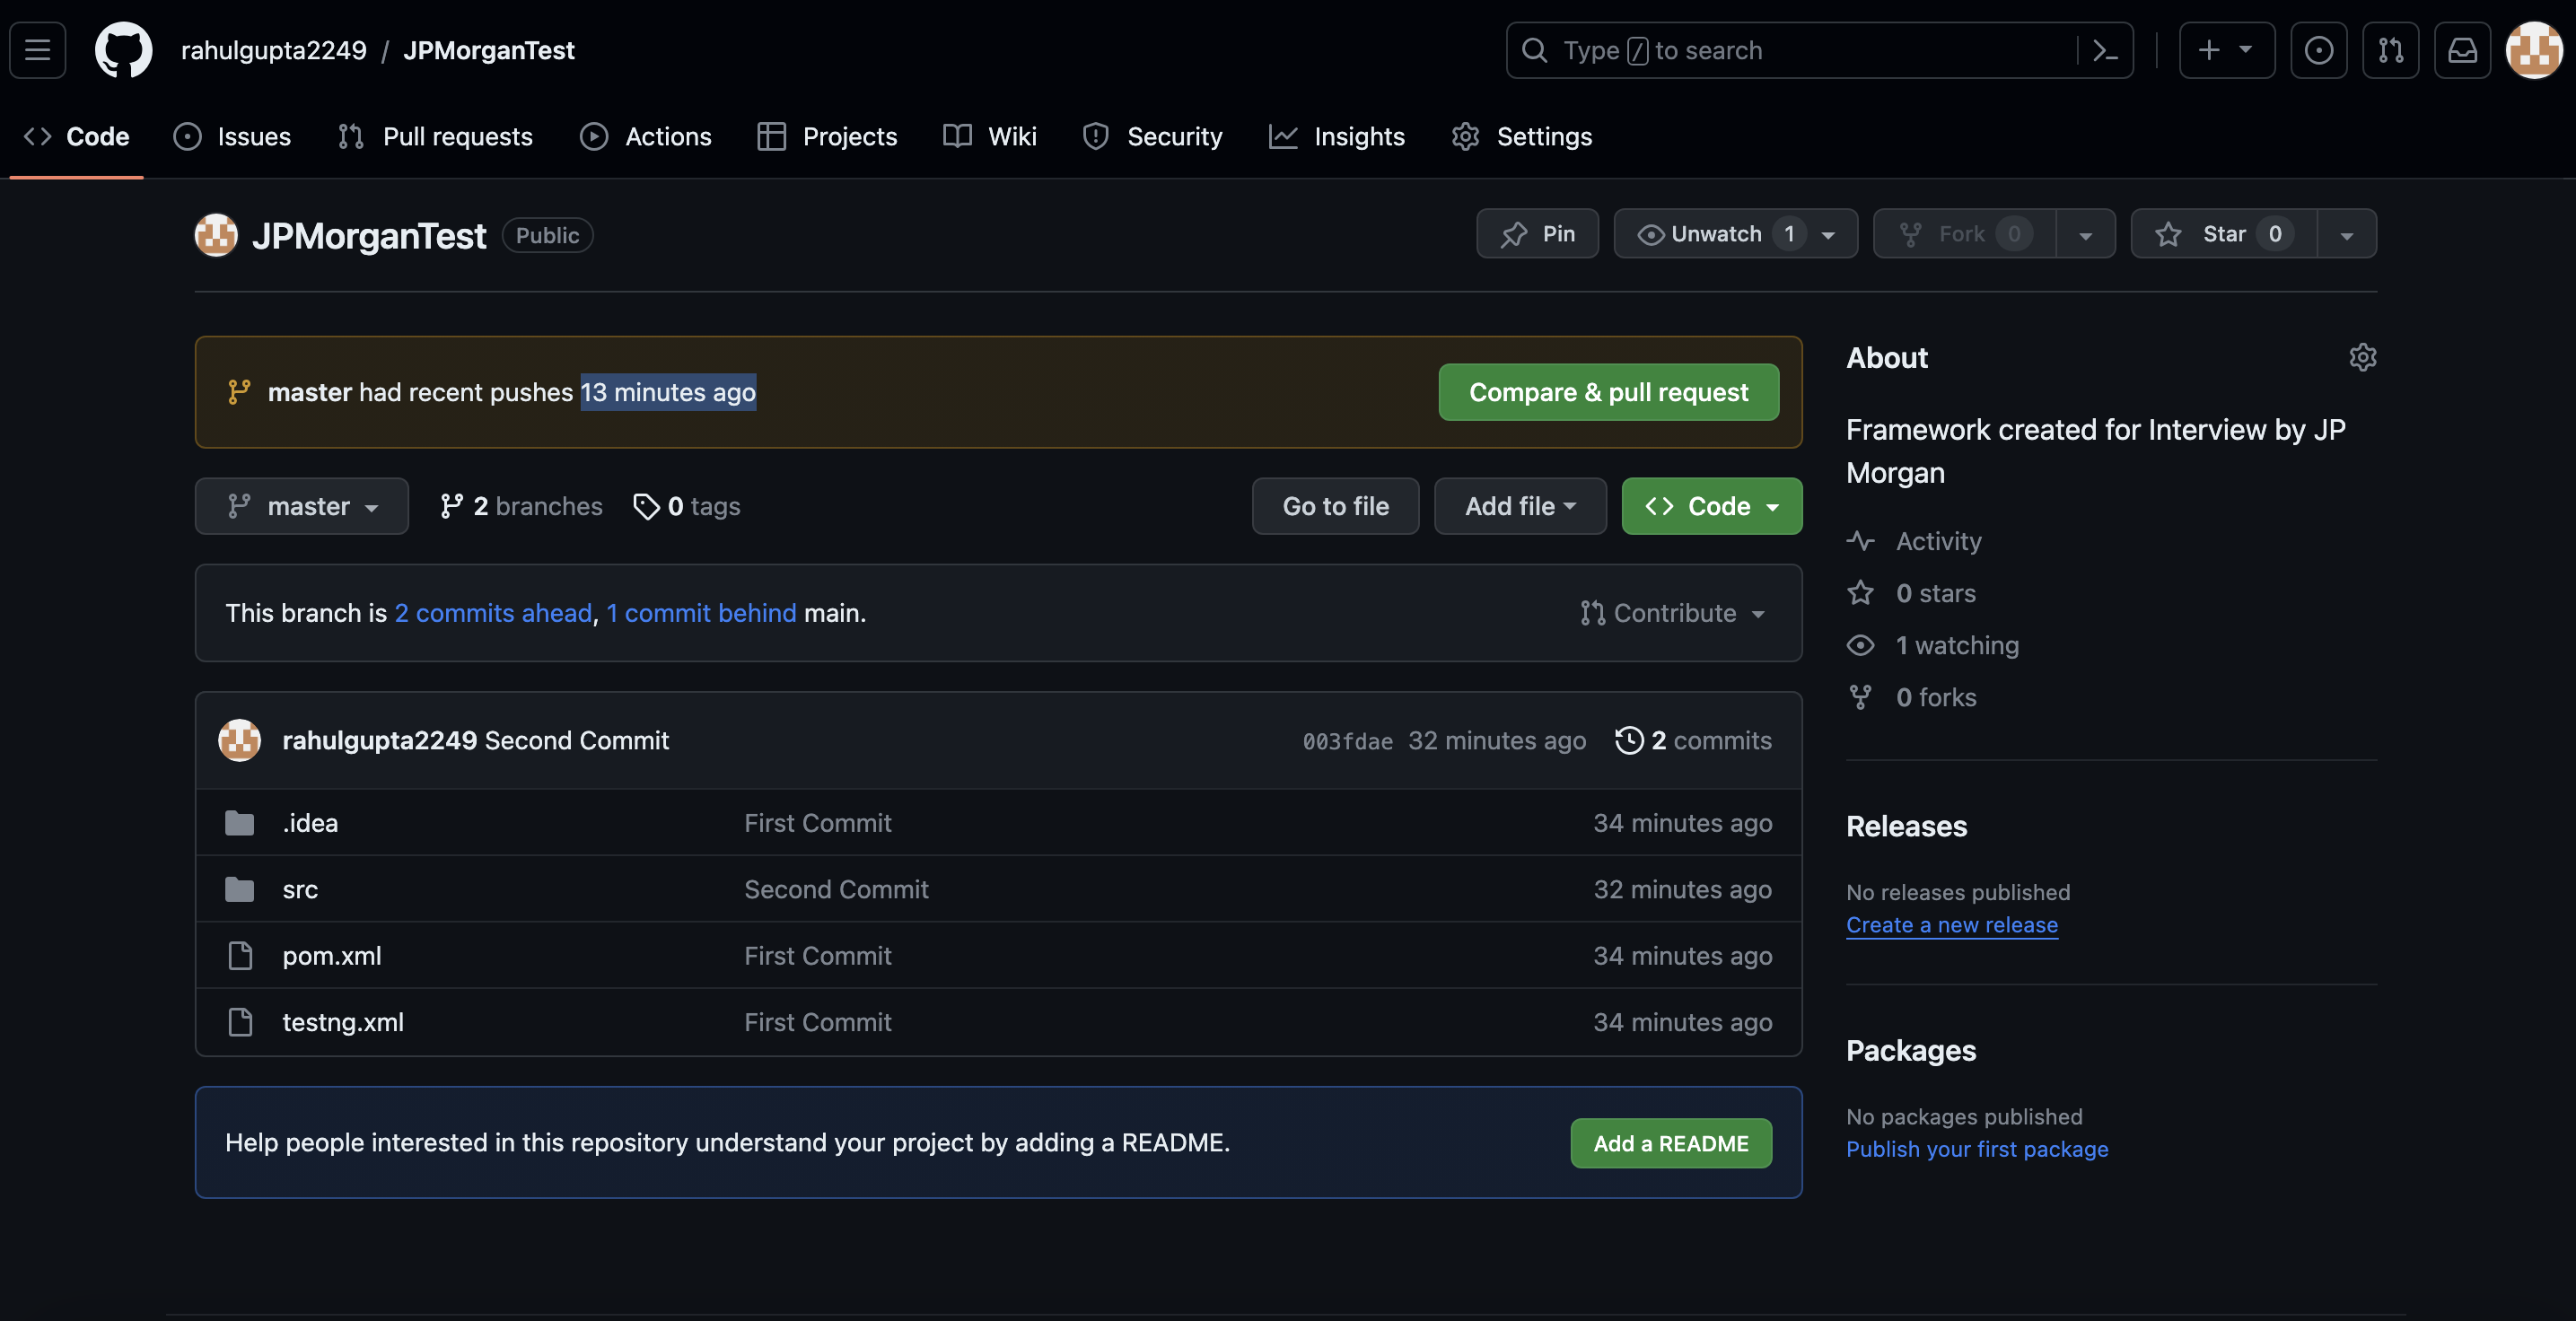 rahulgupta2249 / JPMorganTest
Type / to search
Code Issues Pull requests Actions Projects Wiki Security Insights Settings
JPMorganTest Public
Pin Unwatch 1 Fork 0 Star 0
master had recent pushes 13 minutes ago
Compare & pull request
master 2 branches 0 tags
Go to file Add file Code
This branch is 2 commits ahead, 1 commit behind main.
Contribute
rahulgupta2249 Second Commit 003fdae 32 minutes ago 2 commits
.idea First Commit 34 minutes ago
src Second Commit 32 minutes ago
pom.xml First Commit 34 minutes ago
testng.xml First Commit 34 minutes ago
Help people interested in this repository understand your project by adding a README.
Add a README
About
Framework created for Interview by JP
Morgan
Activity
0 stars
1 watching
0 forks
Releases
No releases published
Create a new release
Packages
No packages published
Publish your first package